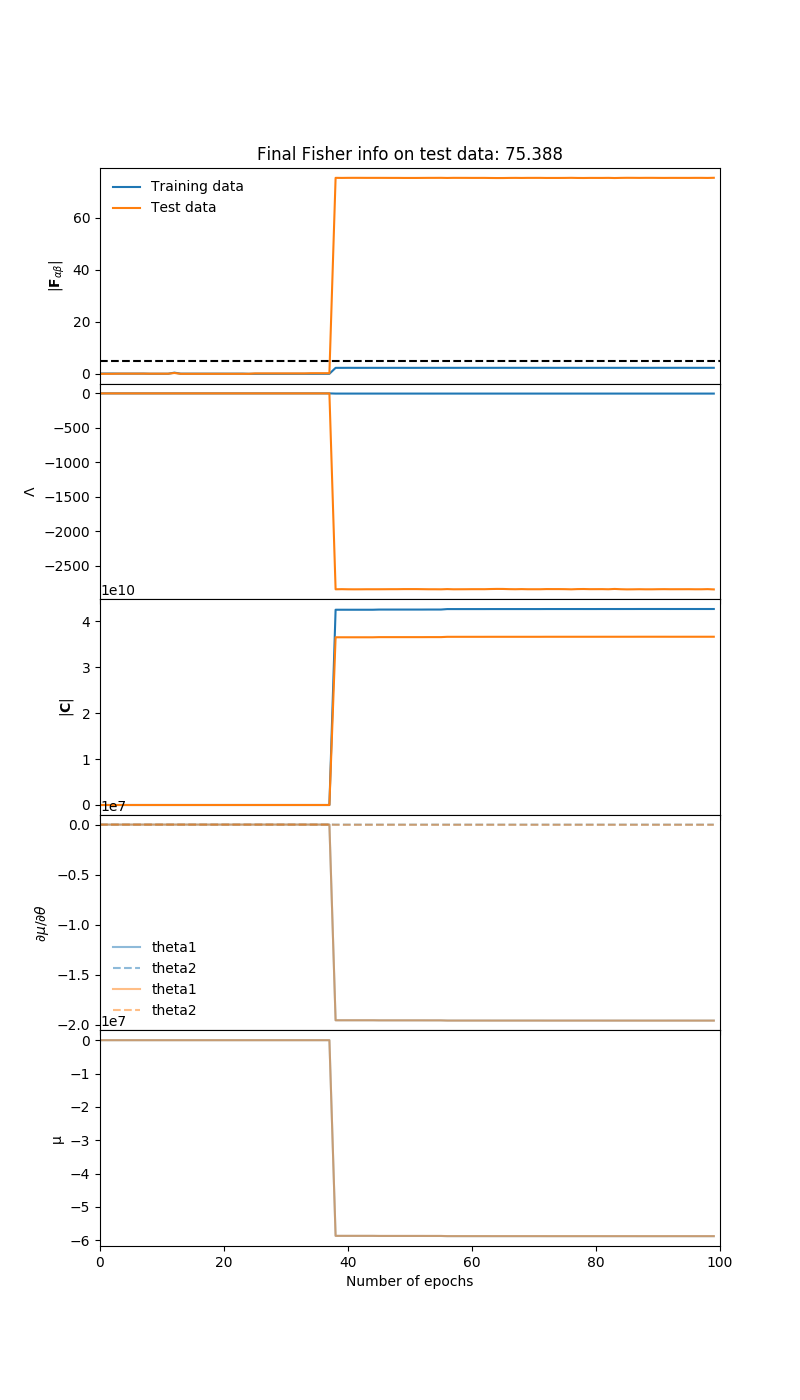 Final Fisher info on test data: 75.388
Training data
Test data
60
40
20
0
|F αβ|
0
−500
−1000
−1500
−2000
−2500
Λ
1e10
4
3
2
1
0
|C|
1e7
0.0
−0.5
−1.0
−1.5
−2.0
∂μ/∂θ
theta1
theta2
theta1
theta2
1e7
0
−1
−2
−3
−4
−5
−6
μ
0 20 40 60 80 100
Number of epochs